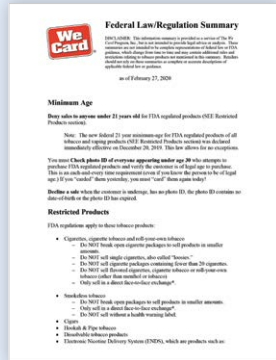 We
Card®
Federal Law/Regulation Summary
DISCLAIMER: This information summary is provided as a service of The We
Card Program, Inc., but is not intended to provide legal advice or analysis. These
summaries are not intended to be complete representations of federal law or FDA
guidance, which change from time to time and may contain additional rules and
restrictions relating to tobacco products not mentioned in this summary. Retailers
should not rely on these summaries as complete or accurate descriptions of
applicable federal law or guidance.
as of February 27, 2020
Minimum Age
Deny sales to anyone under 21 years old for FDA regulated products (SEE Restricted
Products section).
Note: The new federal 21 year minimum-age for FDA regulated products of all
tobacco and vaping products (SEE Restricted Products section) was declared
immediately effective on December 20, 2019. This law allows for no exceptions.
You must Check photo ID of everyone appearing under age 30 who attempts to
purchase FDA regulated products and verify the customer is of legal age to purchase.
This is an each-and-every time requirement (even if you know the person to be of legal
age.) If you "carded" them yesterday, you must "card" them again today!
Decline a sale when the customer is underage, has no photo ID, the photo ID contains no
date of birth or the photo ID has expired.
Restricted Products
FDA regulations apply to these tobacco products:
• Cigarettes, cigarette tobacco and roll-your-own tobacco
– Do NOT break open cigarette packages to sell products in smaller
amounts.
– Do NOT sell single cigarettes, also called "loosies."
– Do NOT sell cigarette packages containing fewer than 20 cigarettes.
– Do NOT sell flavored cigarettes, cigarette tobacco or roll-your-own
tobacco (other than menthol or tobacco)
– Only sell in a direct face-to-face exchange*.
• Smokeless tobacco
– Do NOT break open packages to sell products in smaller amounts.
– Only sell in a direct face-to-face exchange*.
– Do NOT sell without a health warning label.
• Cigars
• Hookah & Pipe tobacco
• Dissolvable tobacco products
• Electronic Nicotine Delivery System (ENDS), which are products such as: